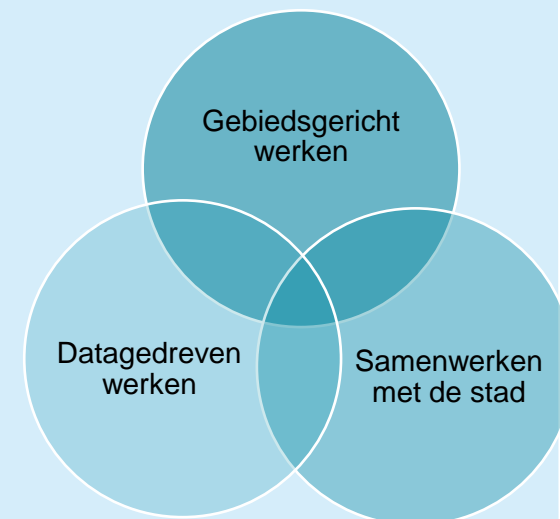 Gebiedsgericht
werken
Datagedreven
werken
Samenwerken
met de stad